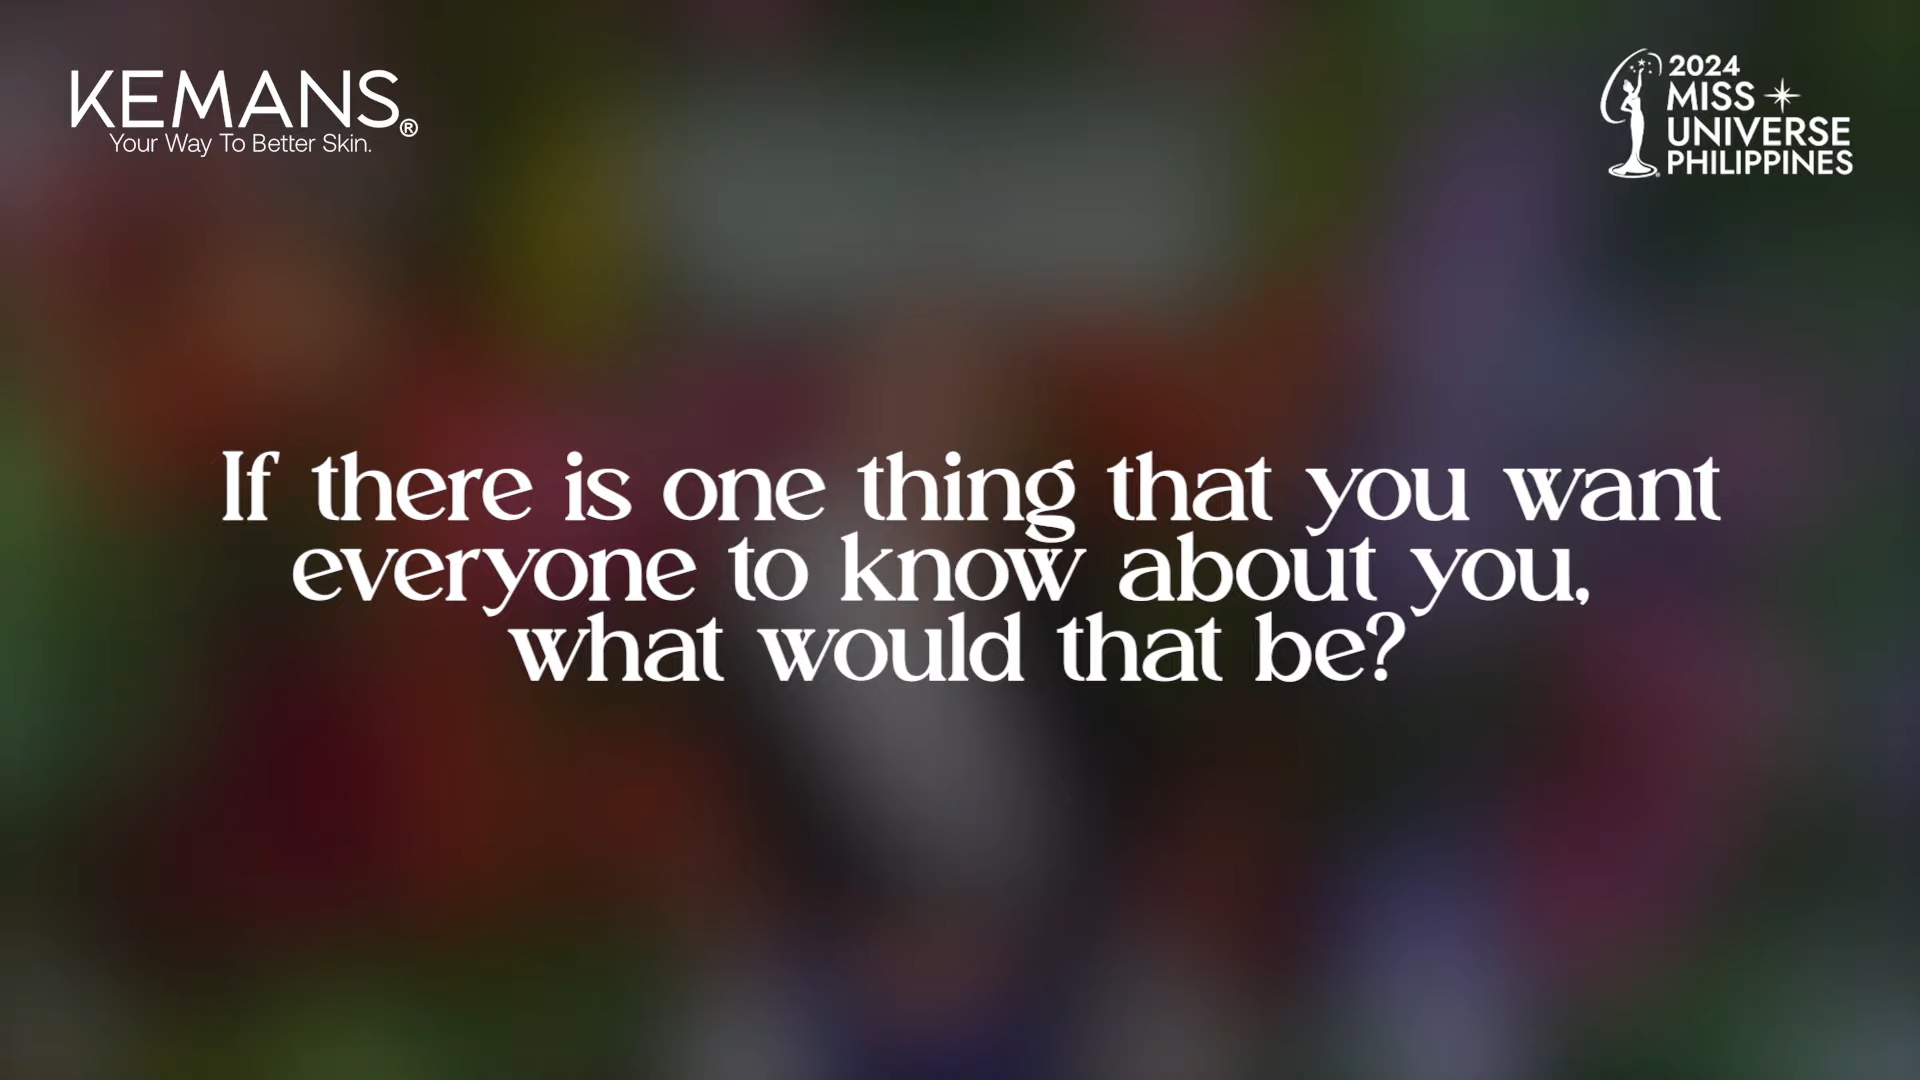 KEMANS®
Your Way To Better Skin.
2024
MISS
UNIVERSE
PHILIPPINES
If there is one thing that you want
everyone to know about you,
what would that be?